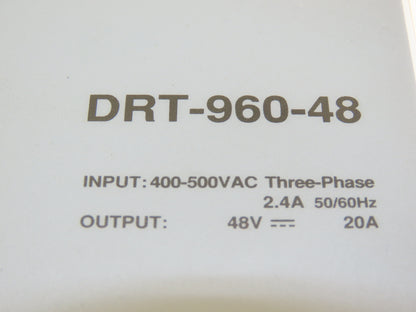 DRT-960-48
INPUT: 400-500VAC Three-Phase
2.4A 50/60Hz
OUTPUT: 48V ⎓ 20A